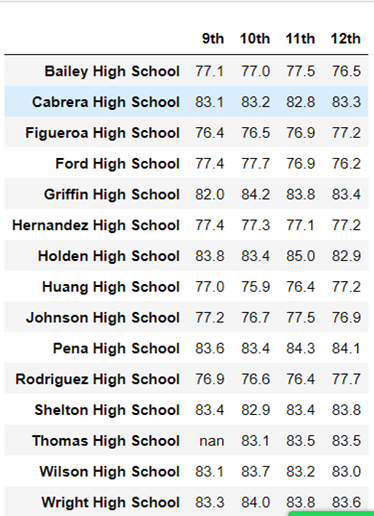 9th 10th 11th 12th
Bailey High School 77.1 77.0 77.5 76.5
Cabrera High School 83.1 83.2 82.8 83.3
Figueroa High School 76.4 76.5 76.9 77.2
Ford High School 77.4 77.7 76.9 76.2
Griffin High School 82.0 84.2 83.8 83.4
Hernandez High School 77.4 77.3 77.1 77.2
Holden High School 83.8 83.4 85.0 82.9
Huang High School 77.0 75.9 76.4 77.2
Johnson High School 77.2 76.7 77.5 76.9
Pena High School 83.6 83.4 84.3 84.1
Rodriguez High School 76.9 76.6 76.4 77.7
Shelton High School 83.4 82.9 83.4 83.8
Thomas High School nan 83.1 83.5 83.5
Wilson High School 83.1 83.7 83.2 83.0
Wright High School 83.3 84.0 83.8 83.6